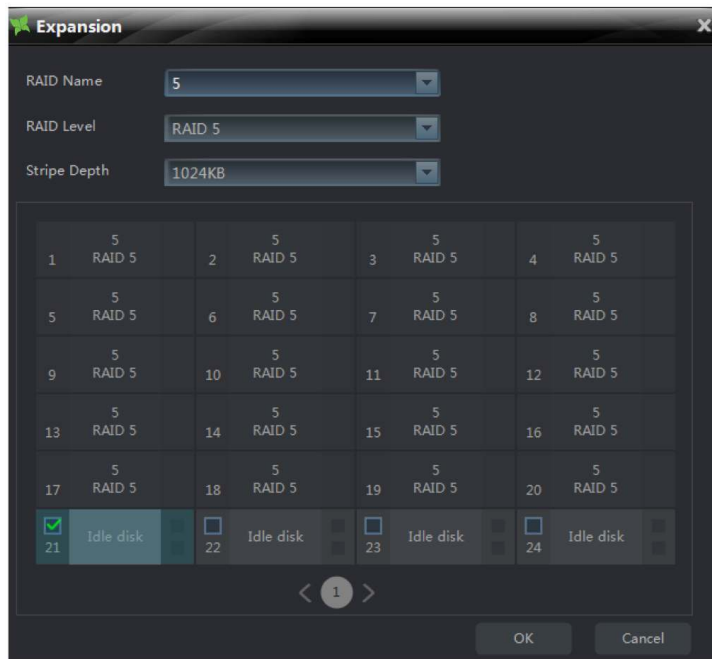 Expansion
RAID Name
5
RAID Level
RAID 5
Stripe Depth
1024KB
5 5 5 5
1 RAID 5 2 RAID 5 3 RAID 5 4 RAID 5
5 5 5 5
5 RAID 5 6 RAID 5 7 RAID 5 8 RAID 5
5 5 5 5
9 RAID 5 10 RAID 5 11 RAID 5 12 RAID 5
5 5 5 5
13 RAID 5 14 RAID 5 15 RAID 5 16 RAID 5
5 5 5 5
17 RAID 5 18 RAID 5 19 RAID 5 20 RAID 5
Idle disk Idle disk Idle disk Idle disk
21 22 23 24
< 1 >
OK Cancel